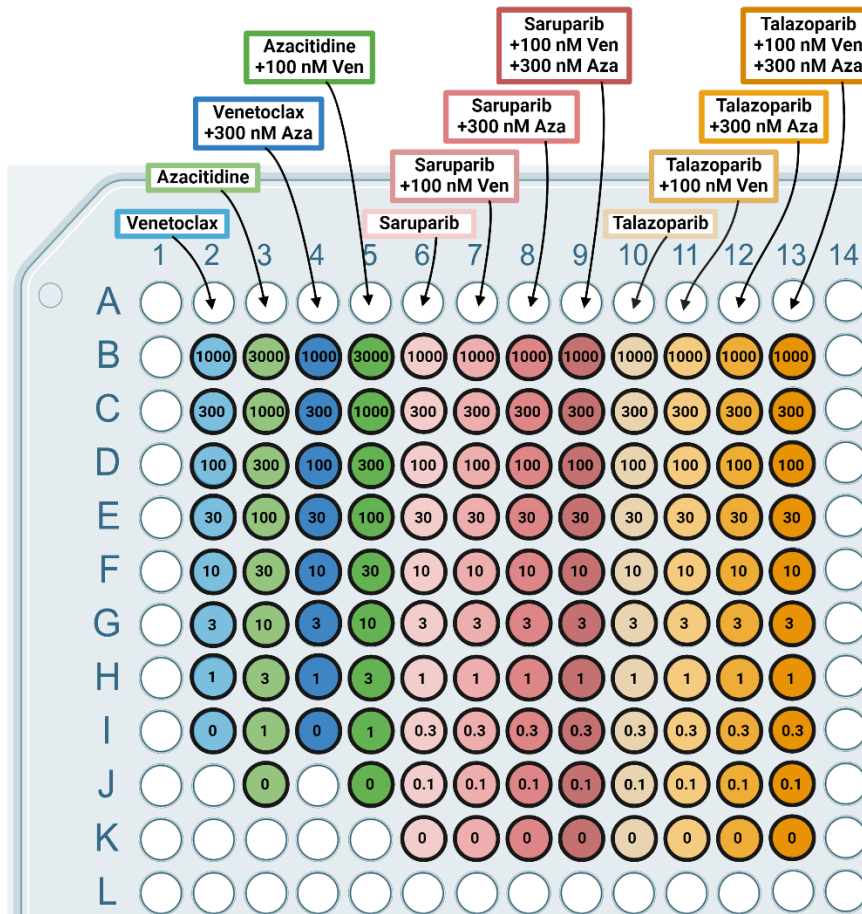 Saruparib
+100 nM Ven
+300 nM Aza
Talazoparib
+100 nM Ven
+300 nM Aza
Azacitidine
+100 nM Ven
Venetoclax
+300 nM Aza
Saruparib
+300 nM Aza
Talazoparib
+300 nM Aza
Azacitidine
Saruparib
+100 nM Ven
Talazoparib
+100 nM Ven
Venetoclax
Saruparib
Talazoparib
1 2 3 4 5 6 7 8 9 10 11 12 13 14
A
B 1000 3000 1000 3000 1000 1000 1000 1000 1000 1000 1000 1000
C 300 1000 300 1000 300 300 300 300 300 300 300 300
D 100 300 100 300 100 100 100 100 100 100 100 100
E 30 100 30 100 30 30 30 30 30 30 30 30
F 10 30 10 30 10 10 10 10 10 10 10 10
G 3 10 3 10 3 3 3 3 3 3 3 3
H 1 3 1 3 1 1 1 1 1 1 1 1
I 0 1 0 1 0.3 0.3 0.3 0.3 0.3 0.3 0.3 0.3
J 0 0 0.1 0.1 0.1 0.1 0.1 0.1 0.1 0.1
K 0 0 0 0 0 0 0 0
L